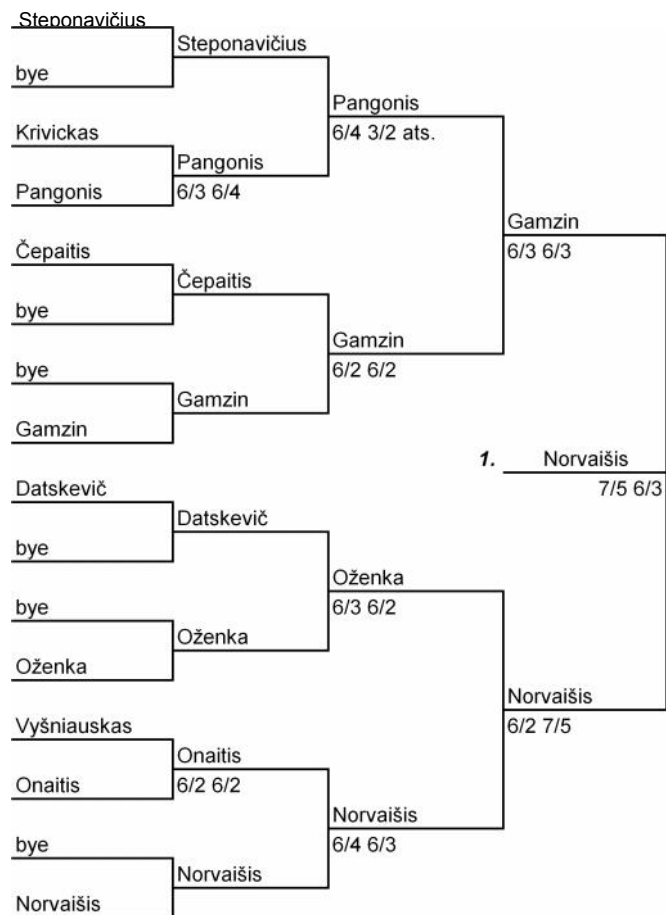 Steponavičius
bye
Krivickas
Pangonis
Čepaitis
bye
bye
Gamzin
Datskevič
bye
bye
Oženka
Vyšniauskas
Onaitis
bye
Norvaišis
Steponavičius
Pangonis
6/3 6/4
Čepaitis
Gamzin
Datskevič
Oženka
Onaitis
6/2 6/2
Norvaišis
Pangonis
6/4 3/2 ats.
Gamzin
6/2 6/2
Oženka
6/3 6/2
Norvaišis
6/4 6/3
Gamzin
6/3 6/3
Norvaišis
6/2 7/5
1. Norvaišis
7/5 6/3